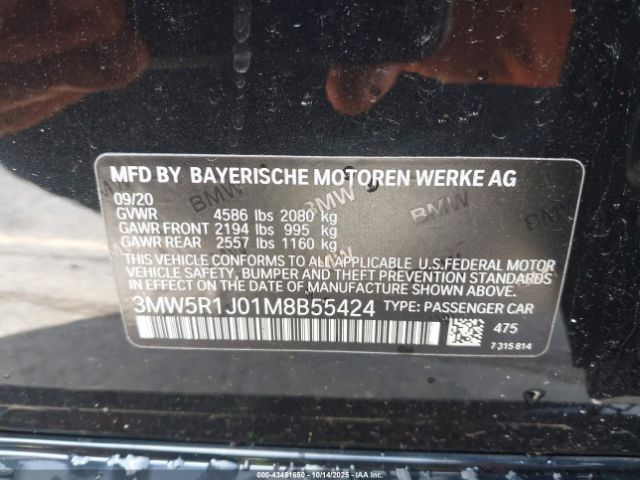 MFD BY BAYERISCHE MOTOREN WERKE AG
09/20
GVWR 4586 lbs 2080 kg
GAWR FRONT 2194 lbs 995 kg
GAWR REAR 2557 lbs 1160 kg
THIS VEHICLE CONFORMS TO ALL APPLICABLE U.S.FEDERAL MOTOR
VEHICLE SAFETY, BUMPER AND THEFT PREVENTION STANDARDS
IN EFFECT ON THE DATE OF MANUFACTURE SHOWN ABOVE.
3MW5R1J01M8B55424 TYPE: PASSENGER CAR
475
7 315 814
000-43451650 - 10/14/2025 - COPYRIGHT IAA, LLC.